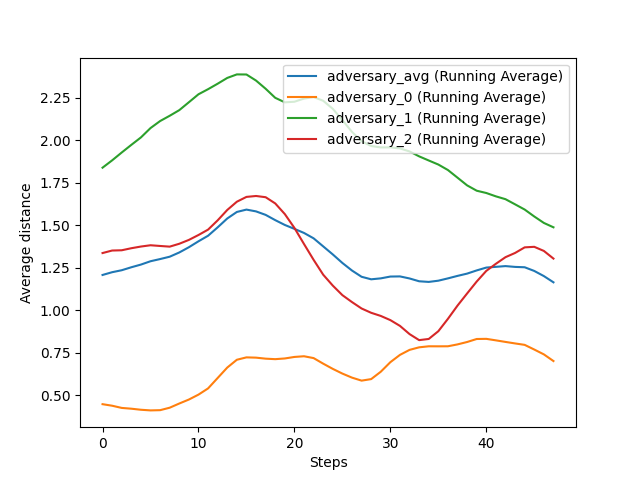 adversary_avg (Running Average)
adversary_0 (Running Average)
adversary_1 (Running Average)
adversary_2 (Running Average)
2.25
2.00
1.75
1.50
1.25
1.00
0.75
0.50
Average distance
0 10 20 30 40
Steps